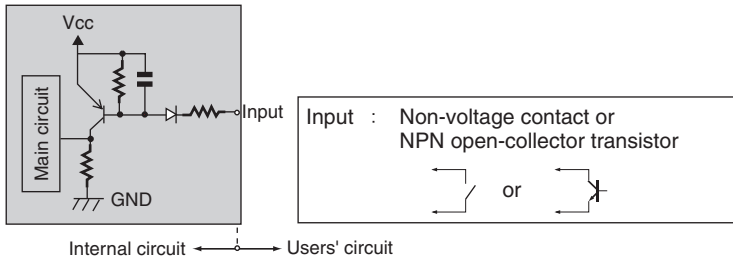 Vcc
Main circuit
Input
GND
Internal circuit
Users' circuit
Input : Non-voltage contact or
NPN open-collector transistor
or